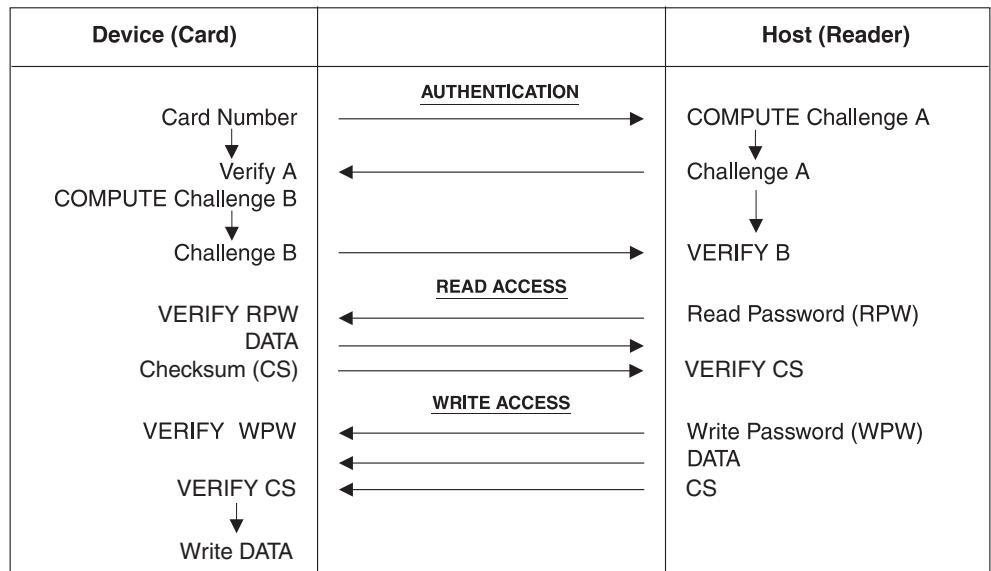 Device (Card) Host (Reader)
AUTHENTICATION
Card Number COMPUTE Challenge A
Verify A Challenge A
COMPUTE Challenge B
Challenge B VERIFY B
READ ACCESS
VERIFY RPW Read Password (RPW)
DATA
Checksum (CS) VERIFY CS
WRITE ACCESS
VERIFY WPW Write Password (WPW)
DATA
VERIFY CS CS
Write DATA